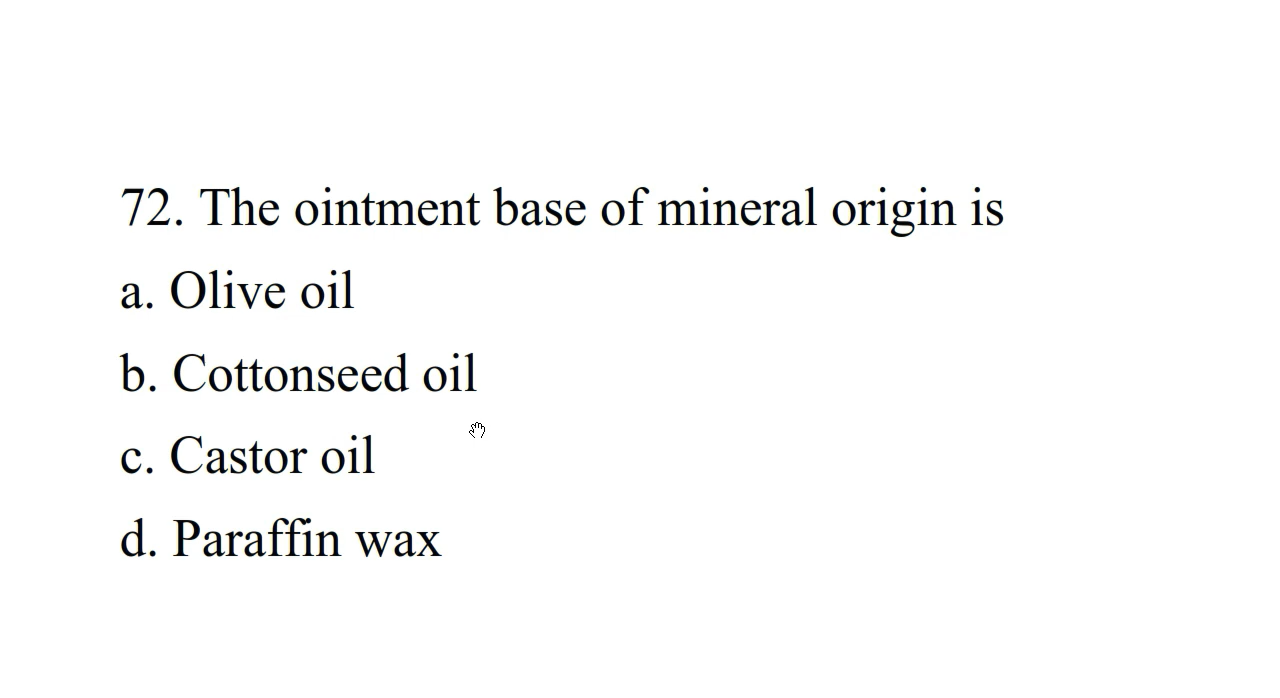 72. The ointment base of mineral origin is
a. Olive oil
b. Cottonseed oil
c. Castor oil
d. Paraffin wax